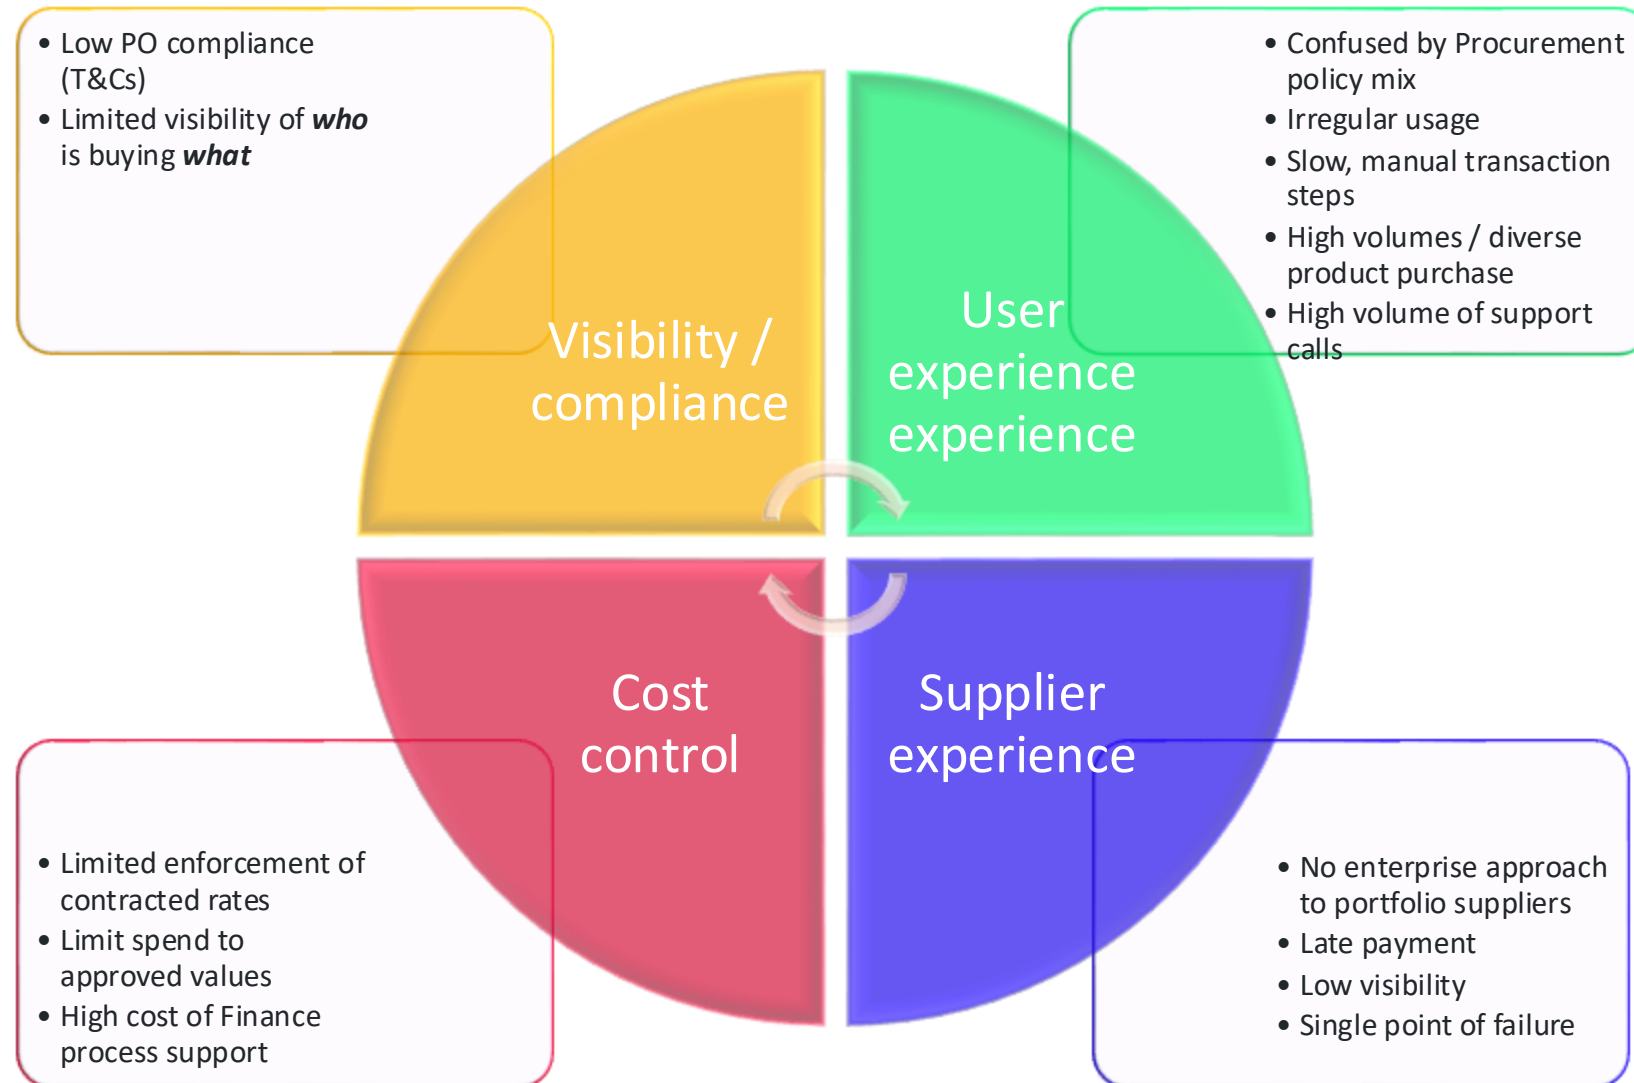 • Low PO compliance
(T&Cs)
• Limited visibility of who
is buying what
• Confused by Procurement
policy mix
• Irregular usage
• Slow, manual transaction
steps
• High volumes / diverse
product purchase
• High volume of support
calls
Visibility /
compliance
User
experience
experience
Cost
control
Supplier
experience
• Limited enforcement of
contracted rates
• Limit spend to
approved values
• High cost of Finance
process support
• No enterprise approach
to portfolio suppliers
• Late payment
• Low visibility
• Single point of failure